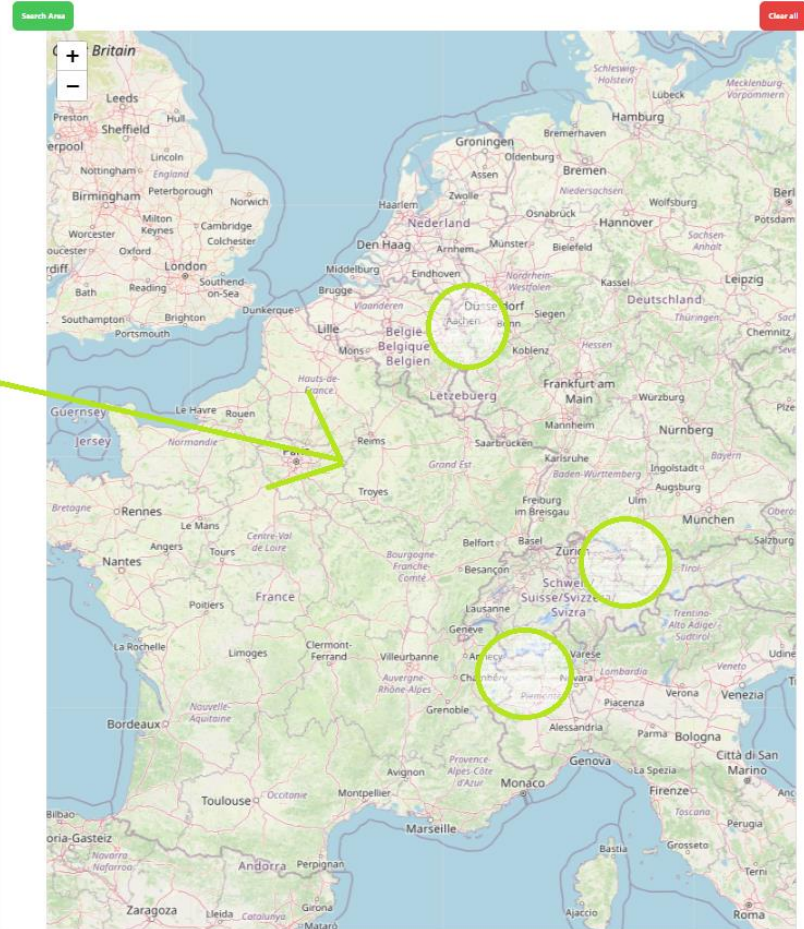 Search Area
Clear all
+
Britain
−
Leeds
Schleswig-
Holstein
Lübeck
Mecklenburg-
Vorpommern
Preston
Hull
Sheffield
Hamburg
Groningen
Bremerhaven
Lincoln
Assen
Oldenburg
Bremen
Nottingham
England
Birmingham
Peterborough
Norwich
Zwolle
Niedersachsen
Haarlem
Wolfsburg
Milton
Keynes
Cambridge
Nederland
Osnabrück
Hannover
Potsdam
Worcester
Colchester
Oxford
Den Haag
Arnhem
Münster
Bielefeld
Sachsen-
Anhalt
London
Middelburg
Eindhoven
Nordrhein-
Westfalen
Kassel
Leipzig
Bath
Reading
Southend-
on-Sea
Brugge
Deutschland
Southampton
Brighton
Dunkerque
Vlaanderen
Düsseldorf
Siegen
Thüringen
Portsmouth
Lille
België
Belgique
Belgien
Aachen
Bonn
Chemnitz
Mons
Koblenz
Hessen
Hauts-de-
France
Letzebuerg
Frankfurt am
Main
Würzburg
Guernsey
Le Havre
Rouen
Jersey
Normandie
Paris
Reims
Mannheim
Nürnberg
Saarbrücken
Grand Est
Karlsruhe
Bayern
Baden-Württemberg
Ingolstadt
Troyes
Augsburg
Ulm
Bretagne
Rennes
Freiburg
im Breisgau
München
Le Mans
Centre-Val
de Loire
Angers
Tours
Bourgogne-
Franche-
Comté
Belfort
Basel
Zürich
Salzburg
Nantes
Besançon
Tirol
France
Schweiz/
Suisse/Svizzera/
Svizra
Poitiers
Lausanne
Trentino-
Alto Adige/
Südtirol
Genève
La Rochelle
Limoges
Clermont-
Ferrand
Villeurbanne
Annecy
Varese
Udine
Auvergne
Rhône-Alpes
Chambéry
Novara
Lombardia
Veneto
Piemonte
Verona
Venezia
Nouvelle-
Aquitaine
Grenoble
Piacenza
Bordeaux
Alessandria
Parma
Bologna
Genova
Provence-
Alpes-Côte
d'Azur
Città di San
Marino
Avignon
La Spezia
Toulouse
Occitanie
Montpellier
Monaco
Firenze
Toscana
Bilbao
Marseille
Perugia
Navarra
Nafarroa
Andorra
Perpignan
Bastia
Grosseto
Terni
Zaragoza
Lleida
Catalunya
Girona
Mataró
Ajaccio
Roma